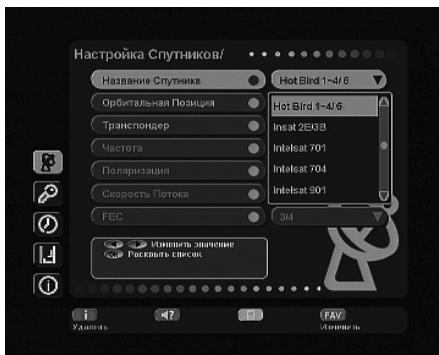 Настройка Спутников/
Название Спутника
Hot Bird 1~4/6
Орбитальная Позиция
Hot Bird 1~4/6
Транспондер
Insat 2E/3B
Частота
Intelsat 701
Поляризация
Intelsat 704
Скорость Потока
Intelsat 901
FEC
3/4
Изменить значение
Раскрыть список
i
FAV
Удалить
Изменить